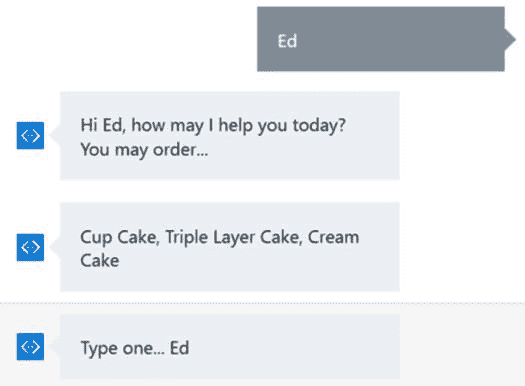 Ed
Hi Ed, how may I help you today?
You may order...
Cup Cake, Triple Layer Cake, Cream
Cake
Type one... Ed